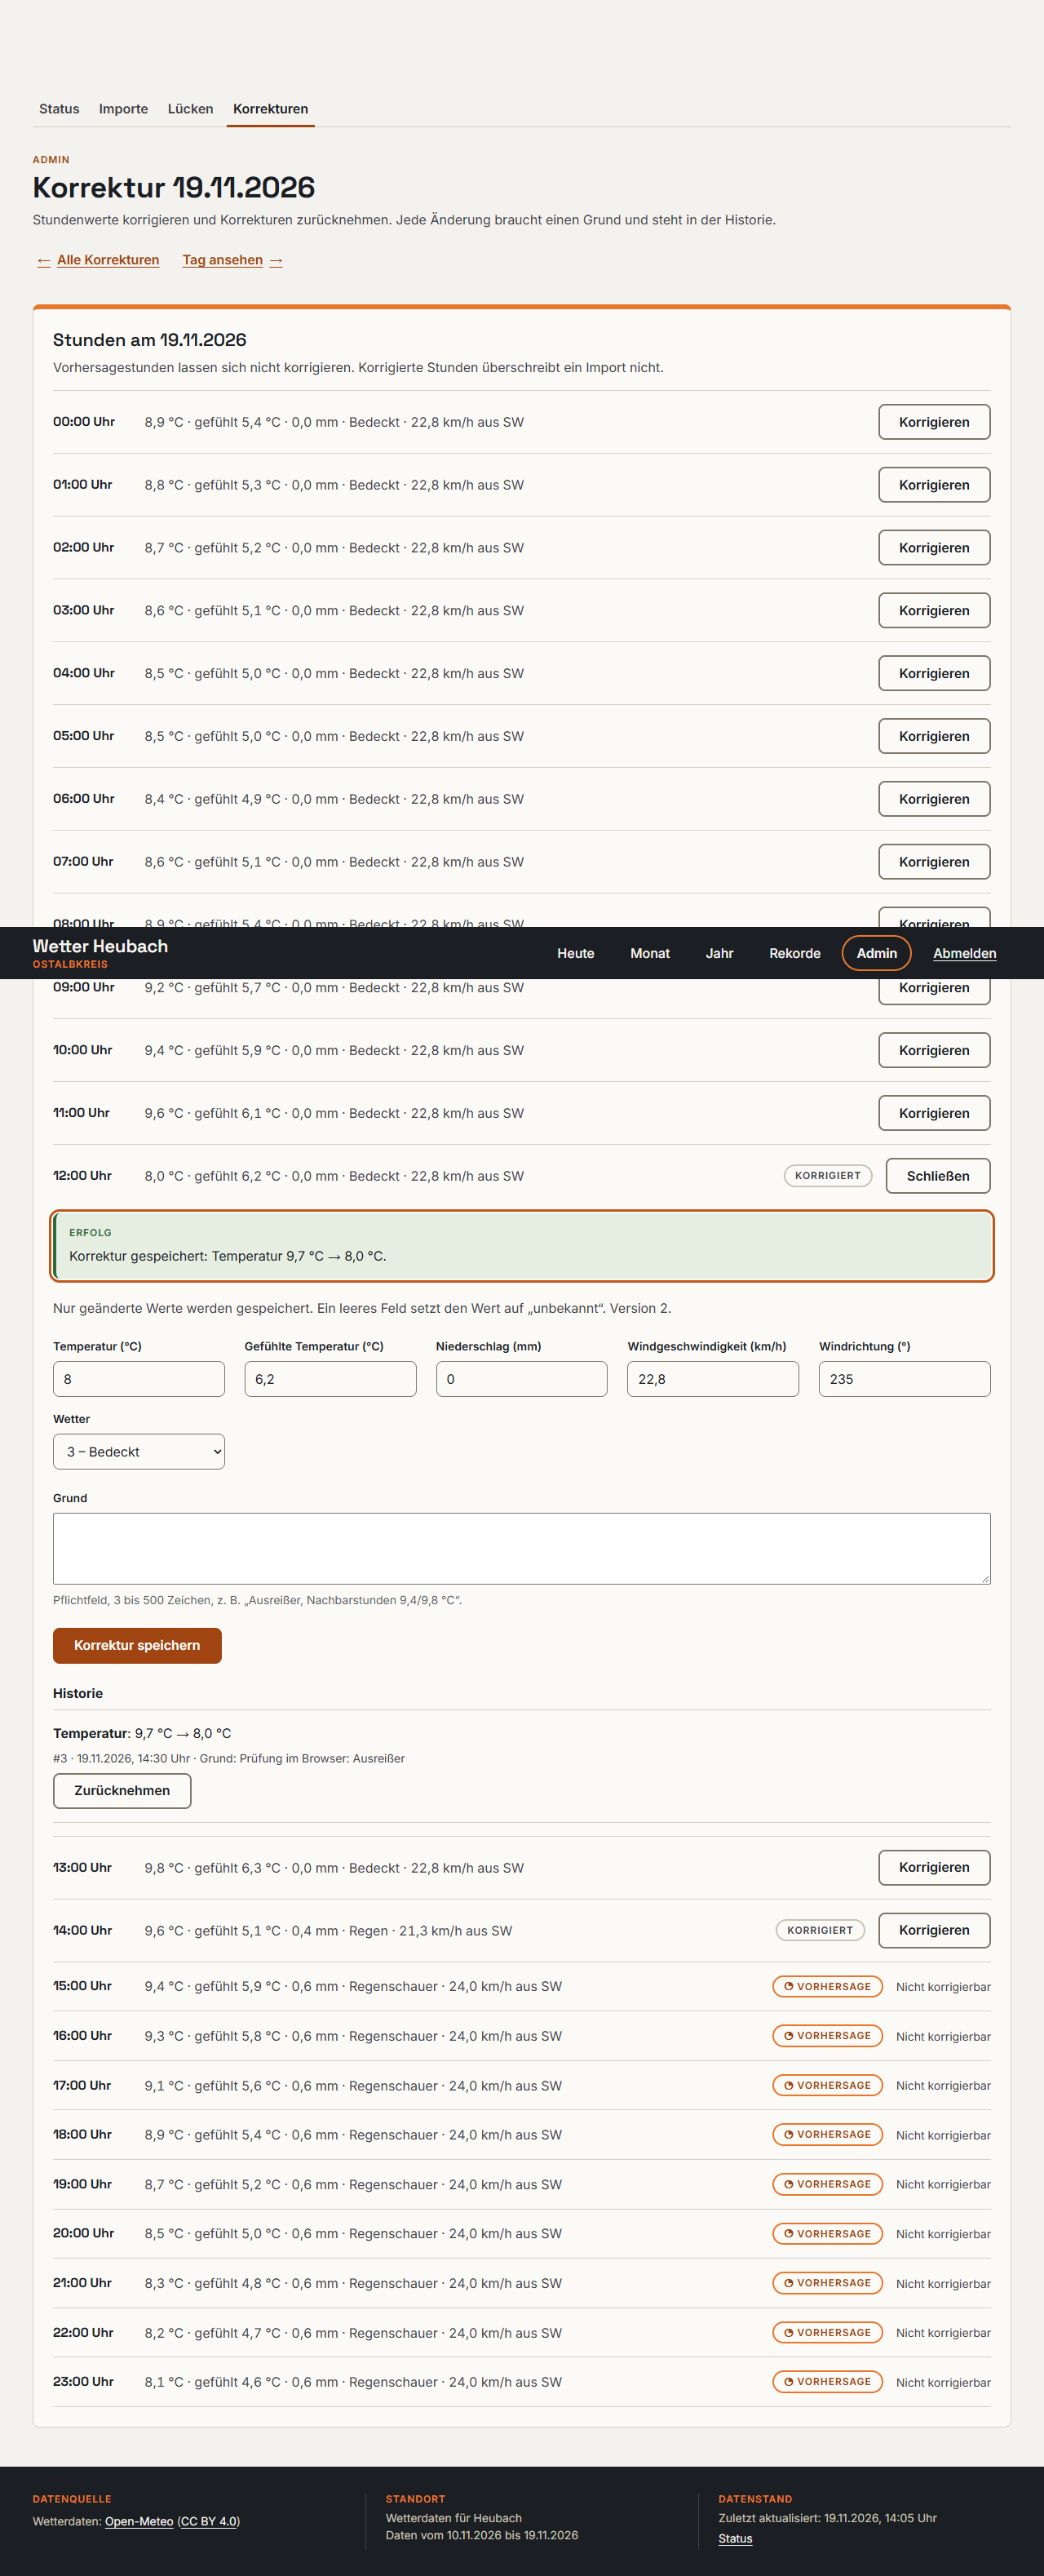 Status Importe Lücken Korrekturen
ADMIN
Korrektur 19.11.2026
Stundenwerte korrigieren und Korrekturen zurücknehmen. Jede Änderung braucht einen Grund und steht in der Historie.
← Alle Korrekturen Tag ansehen →
Stunden am 19.11.2026
Vorhersagestunden lassen sich nicht korrigieren. Korrigierte Stunden überschreibt ein Import nicht.
00:00 Uhr 8,9 °C · gefühlt 5,4 °C · 0,0 mm · Bedeckt · 22,8 km/h aus SW Korrigieren
01:00 Uhr 8,8 °C · gefühlt 5,3 °C · 0,0 mm · Bedeckt · 22,8 km/h aus SW Korrigieren
02:00 Uhr 8,7 °C · gefühlt 5,2 °C · 0,0 mm · Bedeckt · 22,8 km/h aus SW Korrigieren
03:00 Uhr 8,6 °C · gefühlt 5,1 °C · 0,0 mm · Bedeckt · 22,8 km/h aus SW Korrigieren
04:00 Uhr 8,5 °C · gefühlt 5,0 °C · 0,0 mm · Bedeckt · 22,8 km/h aus SW Korrigieren
05:00 Uhr 8,5 °C · gefühlt 5,0 °C · 0,0 mm · Bedeckt · 22,8 km/h aus SW Korrigieren
06:00 Uhr 8,4 °C · gefühlt 4,9 °C · 0,0 mm · Bedeckt · 22,8 km/h aus SW Korrigieren
07:00 Uhr 8,6 °C · gefühlt 5,1 °C · 0,0 mm · Bedeckt · 22,8 km/h aus SW Korrigieren
08:00 Uhr 8,9 °C · gefühlt 5,4 °C · 0,0 mm · Bedeckt · 22,8 km/h aus SW Korrigieren
Wetter Heubach
OSTALBKREIS
Heute Monat Jahr Rekorde Admin Abmelden
09:00 Uhr 9,2 °C · gefühlt 5,7 °C · 0,0 mm · Bedeckt · 22,8 km/h aus SW Korrigieren
10:00 Uhr 9,4 °C · gefühlt 5,9 °C · 0,0 mm · Bedeckt · 22,8 km/h aus SW Korrigieren
11:00 Uhr 9,6 °C · gefühlt 6,1 °C · 0,0 mm · Bedeckt · 22,8 km/h aus SW Korrigieren
12:00 Uhr 8,0 °C · gefühlt 6,2 °C · 0,0 mm · Bedeckt · 22,8 km/h aus SW KORRIGIERT Schließen
ERFOLG
Korrektur gespeichert: Temperatur 9,7 °C → 8,0 °C.
Nur geänderte Werte werden gespeichert. Ein leeres Feld setzt den Wert auf „unbekannt“. Version 2.
Temperatur (°C) Gefühlte Temperatur (°C) Niederschlag (mm) Windgeschwindigkeit (km/h) Windrichtung (°)
8 6,2 0 22,8 235
Wetter
3 – Bedeckt
Grund
Pflichtfeld, 3 bis 500 Zeichen, z. B. „Ausreißer, Nachbarstunden 9,4/9,8 °C“.
Korrektur speichern
Historie
Temperatur: 9,7 °C → 8,0 °C
#3 · 19.11.2026, 14:30 Uhr · Grund: Prüfung im Browser: Ausreißer
Zurücknehmen
13:00 Uhr 9,8 °C · gefühlt 6,3 °C · 0,0 mm · Bedeckt · 22,8 km/h aus SW Korrigieren
14:00 Uhr 9,6 °C · gefühlt 5,1 °C · 0,4 mm · Regen · 21,3 km/h aus SW KORRIGIERT Korrigieren
15:00 Uhr 9,4 °C · gefühlt 5,9 °C · 0,6 mm · Regenschauer · 24,0 km/h aus SW VORHERSAGE Nicht korrigierbar
16:00 Uhr 9,3 °C · gefühlt 5,8 °C · 0,6 mm · Regenschauer · 24,0 km/h aus SW VORHERSAGE Nicht korrigierbar
17:00 Uhr 9,1 °C · gefühlt 5,6 °C · 0,6 mm · Regenschauer · 24,0 km/h aus SW VORHERSAGE Nicht korrigierbar
18:00 Uhr 8,9 °C · gefühlt 5,4 °C · 0,6 mm · Regenschauer · 24,0 km/h aus SW VORHERSAGE Nicht korrigierbar
19:00 Uhr 8,7 °C · gefühlt 5,2 °C · 0,6 mm · Regenschauer · 24,0 km/h aus SW VORHERSAGE Nicht korrigierbar
20:00 Uhr 8,5 °C · gefühlt 5,0 °C · 0,6 mm · Regenschauer · 24,0 km/h aus SW VORHERSAGE Nicht korrigierbar
21:00 Uhr 8,3 °C · gefühlt 4,8 °C · 0,6 mm · Regenschauer · 24,0 km/h aus SW VORHERSAGE Nicht korrigierbar
22:00 Uhr 8,2 °C · gefühlt 4,7 °C · 0,6 mm · Regenschauer · 24,0 km/h aus SW VORHERSAGE Nicht korrigierbar
23:00 Uhr 8,1 °C · gefühlt 4,6 °C · 0,6 mm · Regenschauer · 24,0 km/h aus SW VORHERSAGE Nicht korrigierbar
DATENQUELLE
Wetterdaten: Open-Meteo (CC BY 4.0)
STANDORT
Wetterdaten für Heubach
Daten vom 10.11.2026 bis 19.11.2026
DATENSTAND
Zuletzt aktualisiert: 19.11.2026, 14:05 Uhr
Status